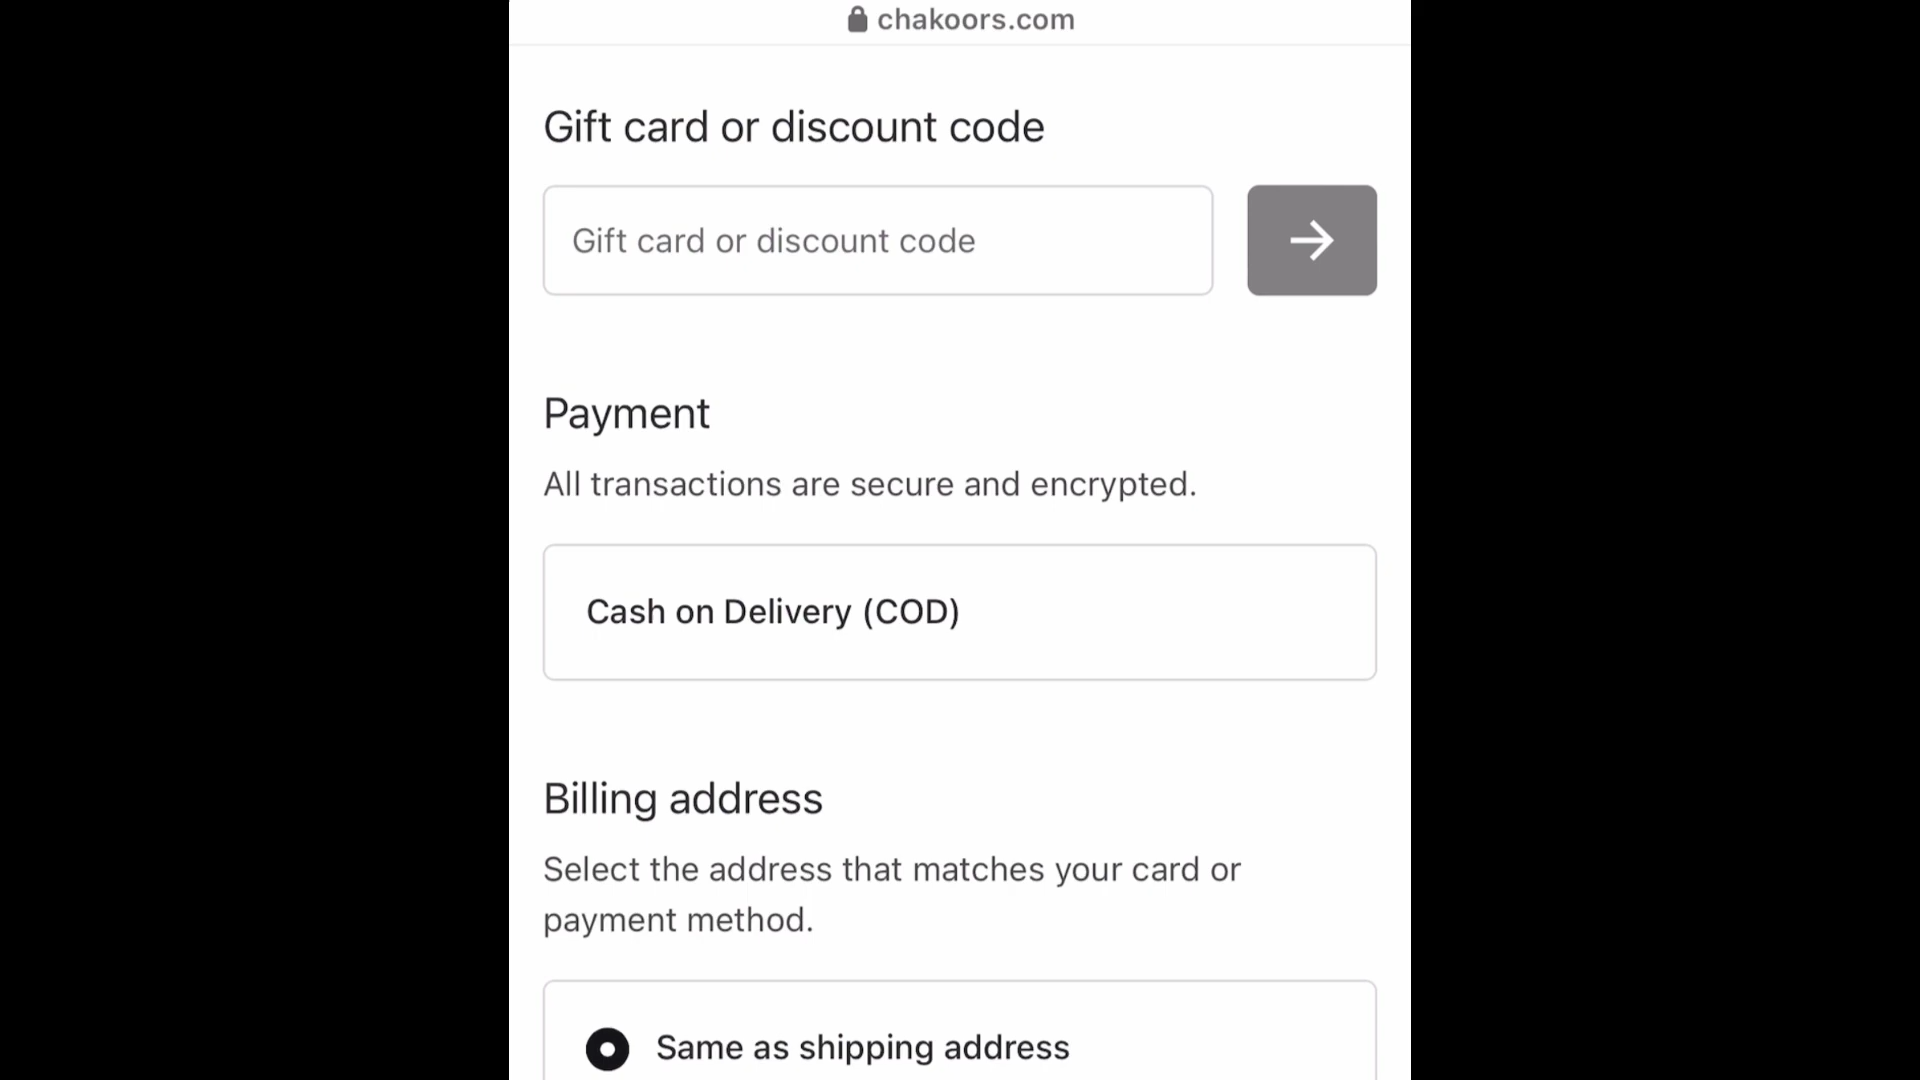 chakoors.com
Gift card or discount code
Gift card or discount code
Payment
All transactions are secure and encrypted.
Cash on Delivery (COD)
Billing address
Select the address that matches your card or
payment method.
Same as shipping address